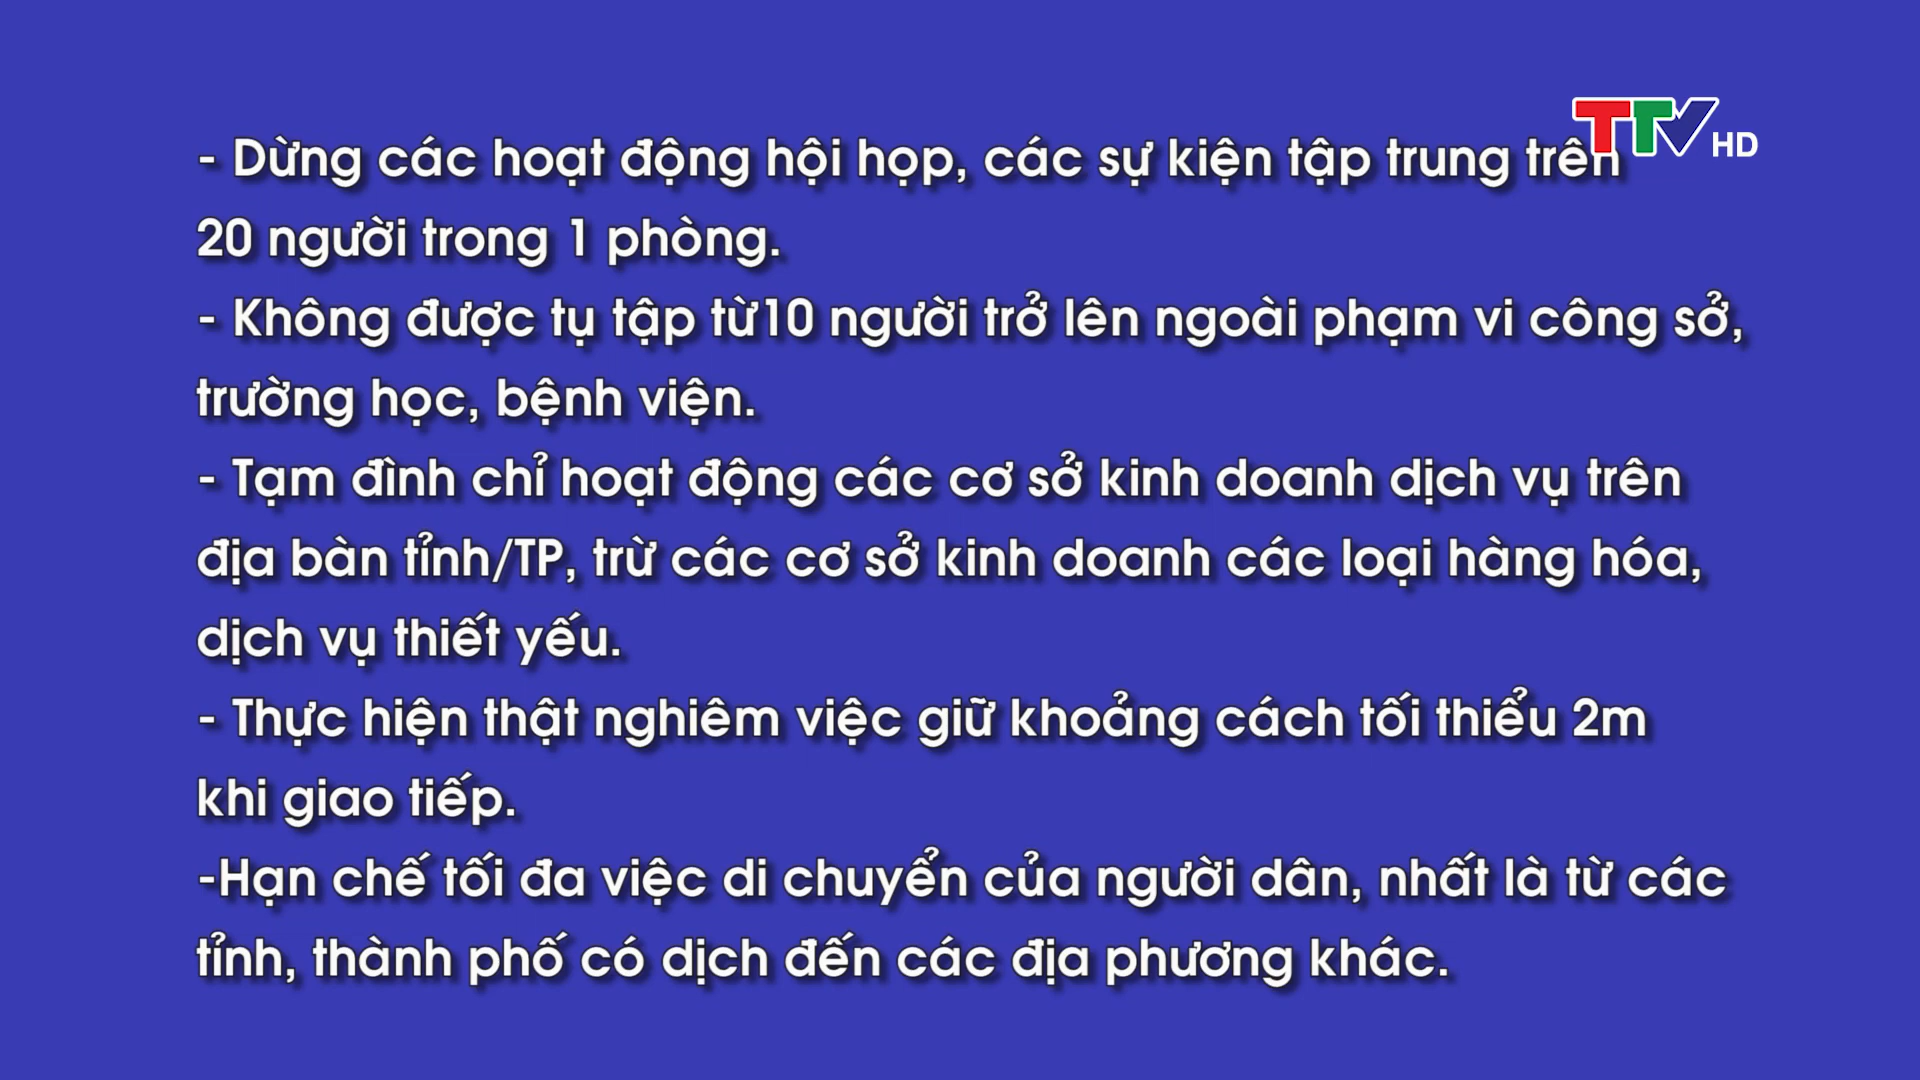 TTV HD
- Dừng các hoạt động hội họp, các sự kiện tập trung trên
20 người trong 1 phòng.
- Không được tụ tập từ10 người trở lên ngoài phạm vi công sở,
trường học, bệnh viện.
- Tạm đình chỉ hoạt động các cơ sở kinh doanh dịch vụ trên
địa bàn tỉnh/TP, trừ các cơ sở kinh doanh các loại hàng hóa,
dịch vụ thiết yếu.
- Thực hiện thật nghiêm việc giữ khoảng cách tối thiểu 2m
khi giao tiếp.
-Hạn chế tối đa việc di chuyển của người dân, nhất là từ các
tỉnh, thành phố có dịch đến các địa phương khác.